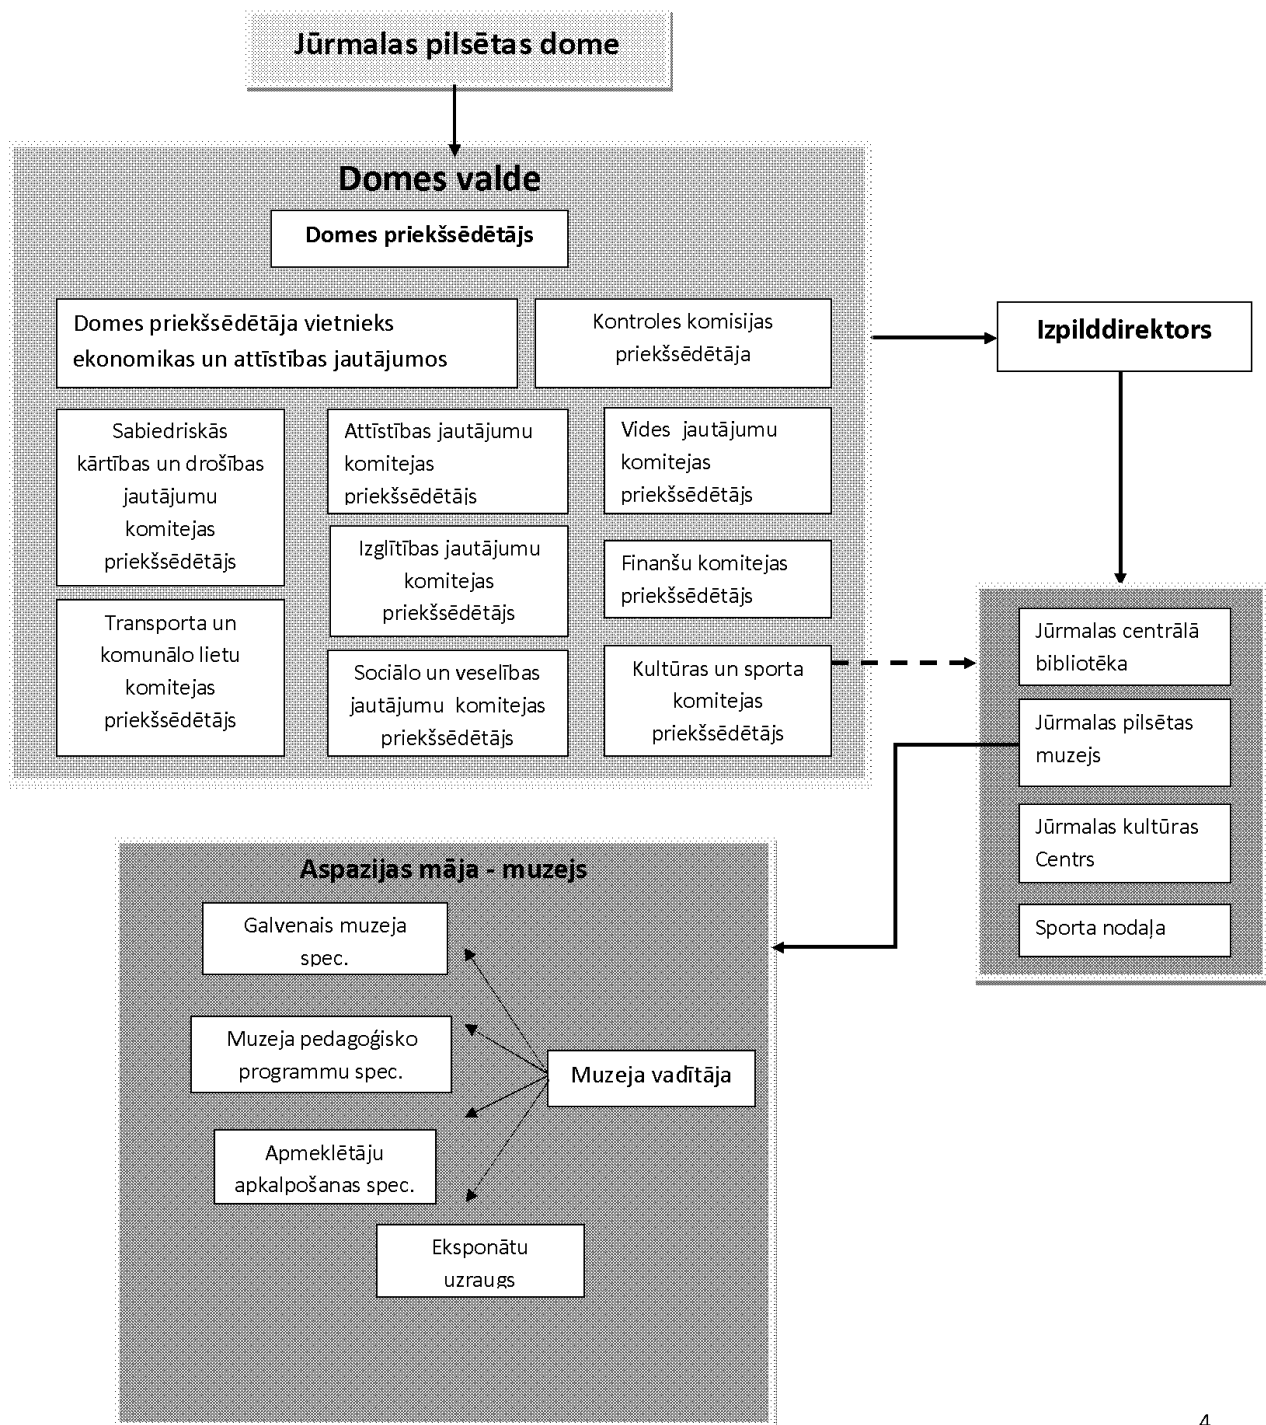 Jūrmalas pilsētas dome
Domes valde
Domes priekšsēdētājs
Domes priekšsēdētāja vietnieks
ekonomikas un attīstības jautājumos
Kontroles komisijas
priekšsēdētāja
Izpilddirektors
Sabiedriskās
kārtības un drošības
jautājumu
komitejas
priekšsēdētājs
Attīstības jautājumu
komitejas
priekšsēdētājs
Vides jautājumu
komitejas
priekšsēdētājs
Izglītības jautājumu
komitejas
priekšsēdētājs
Finanšu komitejas
priekšsēdētājs
Transporta un
komunālo lietu
komitejas
priekšsēdētājs
Sociālo un veselības
jautājumu komitejas
priekšsēdētājs
Kultūras un sporta
komitejas
priekšsēdētājs
Jūrmalas centrālā
bibliotēka
Jūrmalas pilsētas
muzejs
Jūrmalas kultūras
Centrs
Sporta nodaļa
Aspazijas māja - muzejs
Galvenais muzeja
spec.
Muzeja pedagoģisko
programmu spec.
Muzeja vadītāja
Apmeklētāju
apkalpošanas spec.
Eksponātu
uzraugs
4